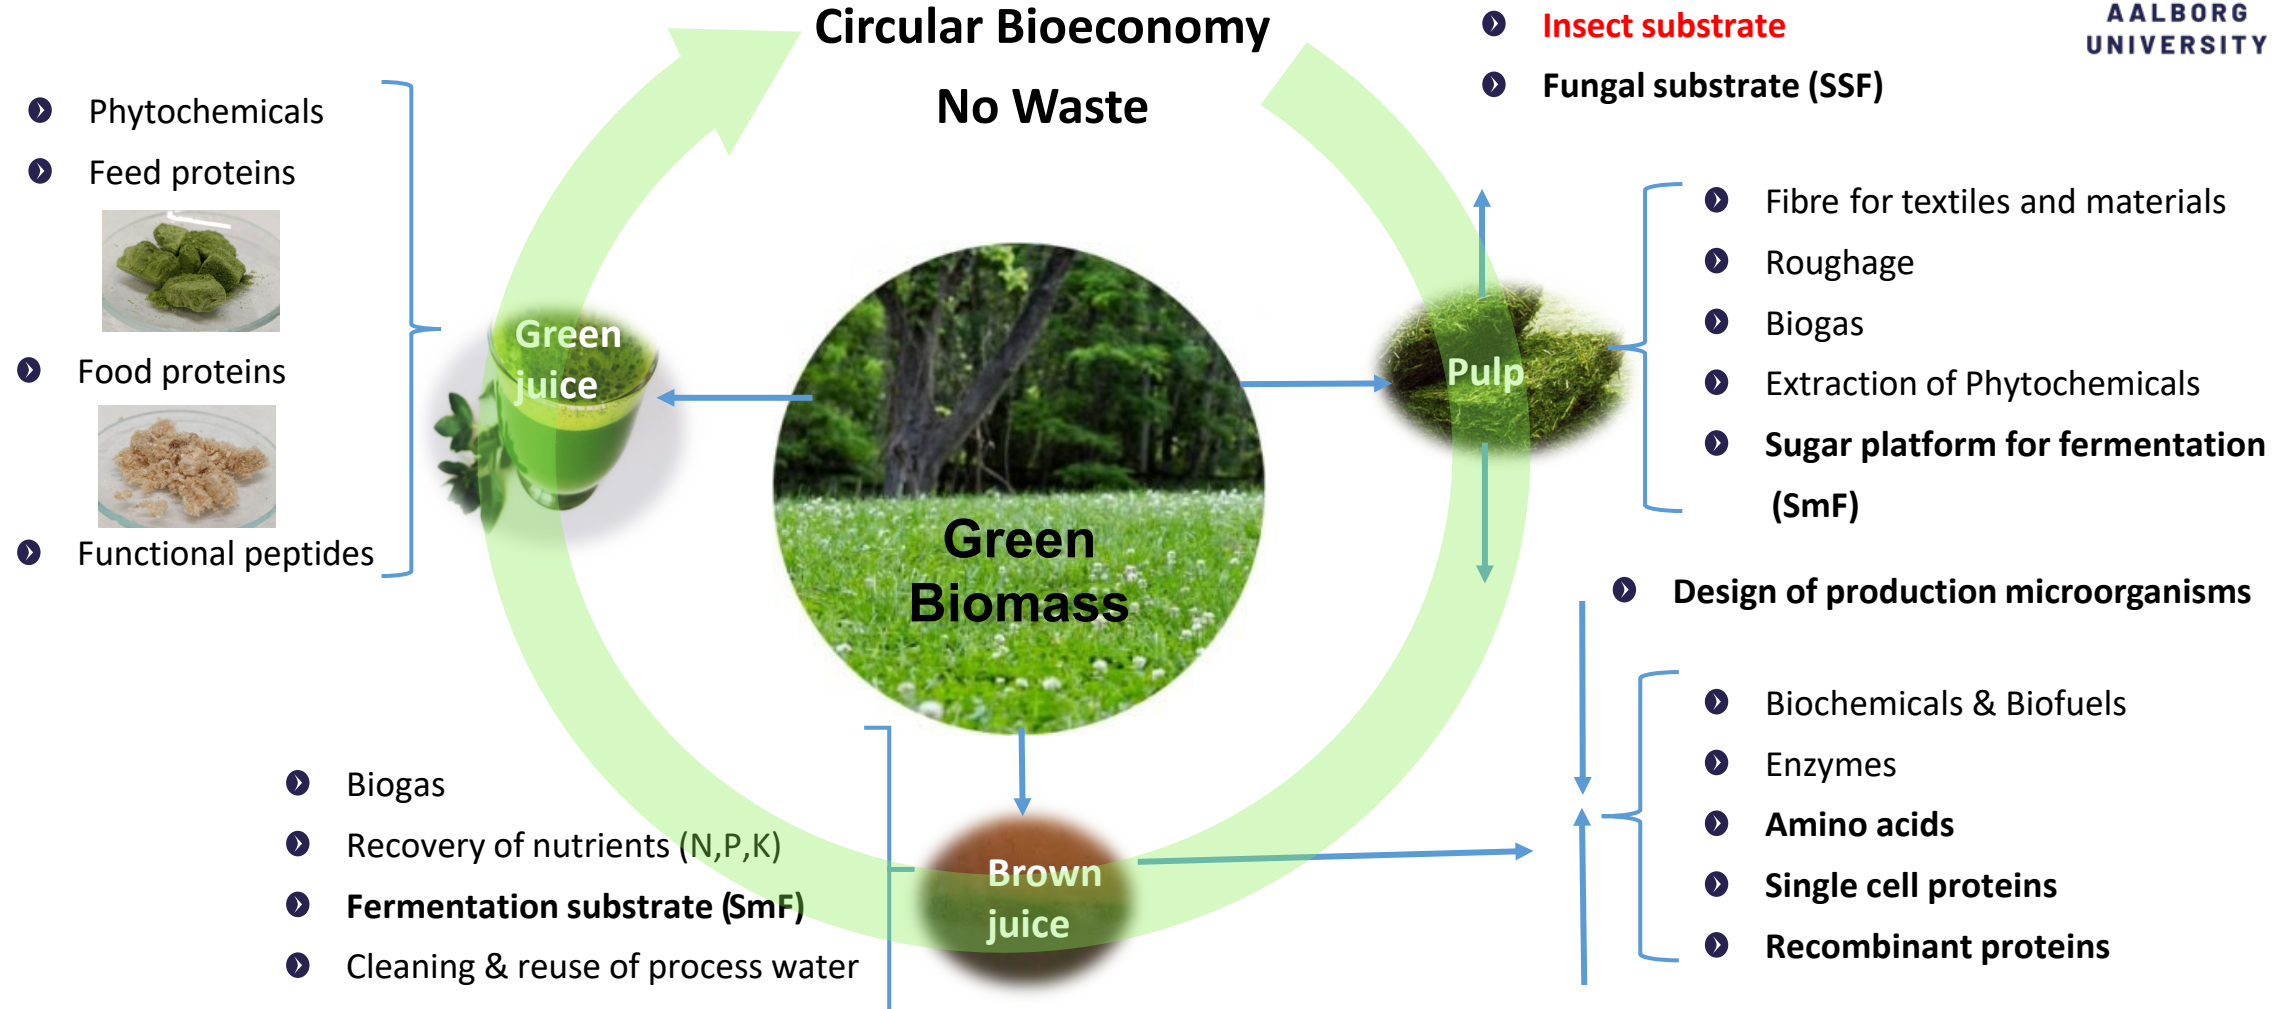 Circular Bioeconomy
No Waste
AALBORG
UNIVERSITY
Insect substrate
Fungal substrate (SSF)
Phytochemicals
Feed proteins
Food proteins
Functional peptides
Green
juice
Pulp
Fibre for textiles and materials
Roughage
Biogas
Extraction of Phytochemicals
Sugar platform for fermentation
(SmF)
Green
Biomass
Design of production microorganisms
Biochemicals & Biofuels
Enzymes
Amino acids
Single cell proteins
Recombinant proteins
Biogas
Recovery of nutrients (N,P,K)
Fermentation substrate (SmF)
Cleaning & reuse of process water
Brown
juice